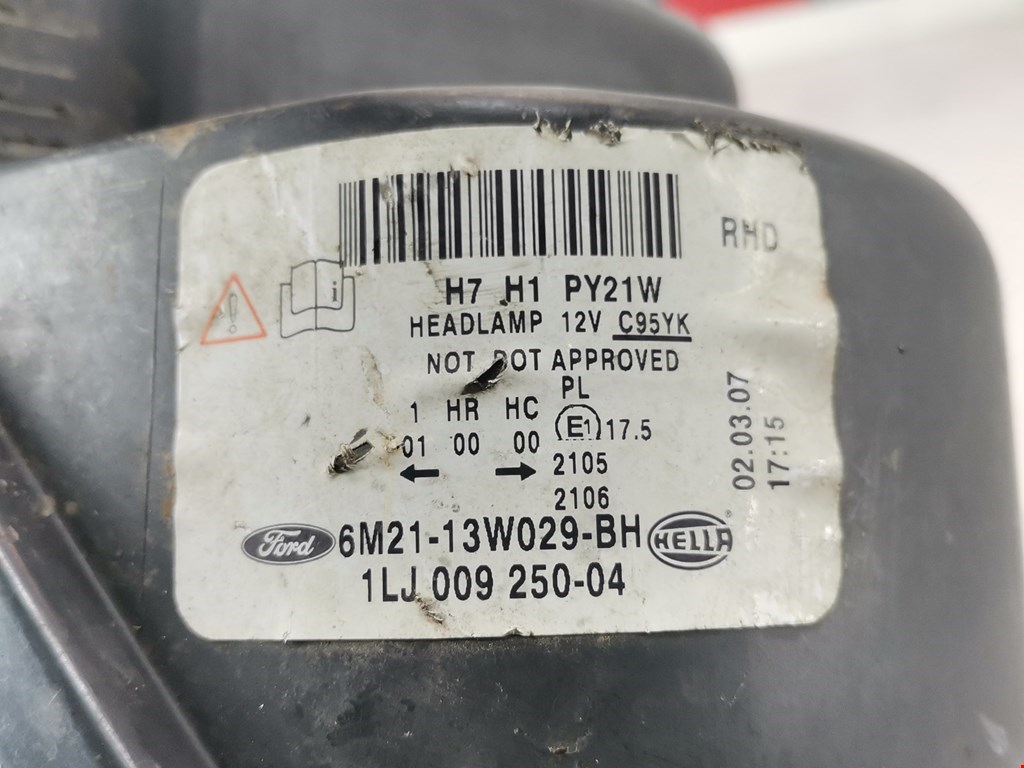 RHD
H7 H1 PY21W
HEADLAMP 12V C95YK
NOT DOT APPROVED
PL
1 HR HC
01 00 00
E1 17.5
2105
2106
02.03.07
17:15
Ford 6M21-13W029-BH HELLA
1LJ 009 250-04